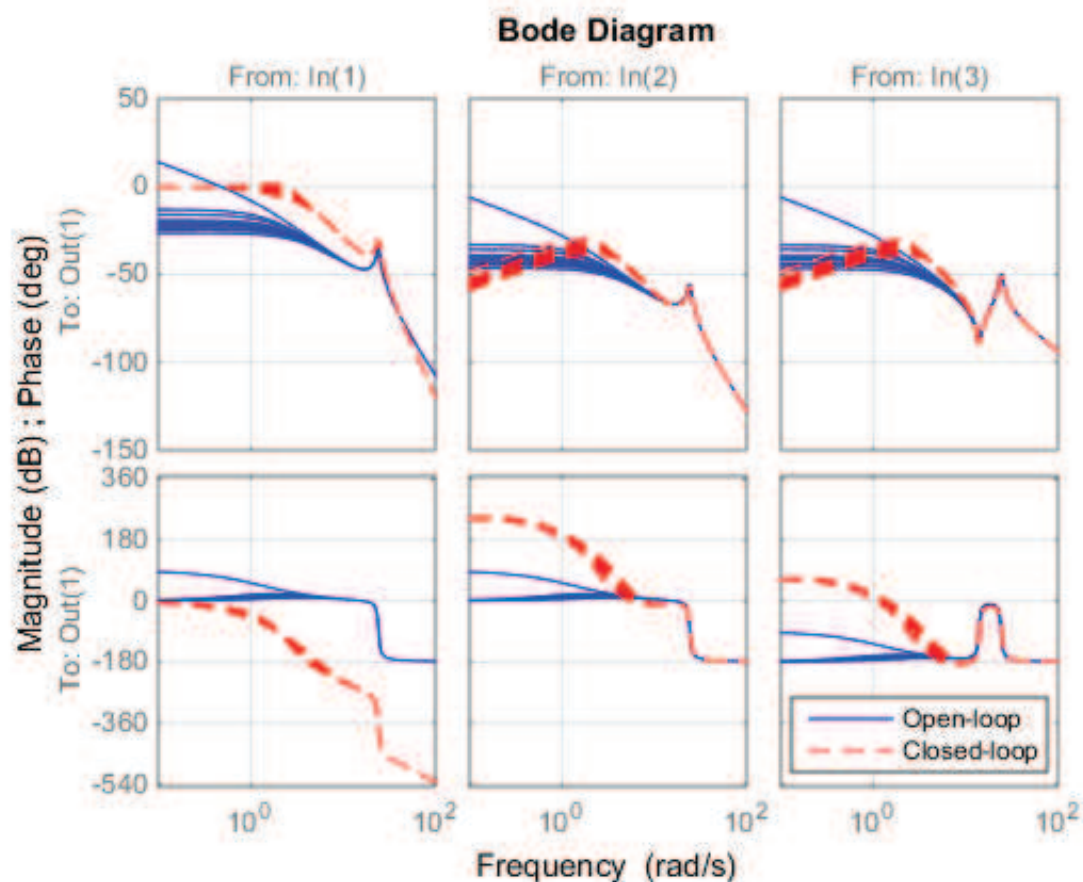 Bode Diagram
From: In(1) From: In(2) From: In(3)
Magnitude (dB) ; Phase (deg)
To: Out(1)
50
0
-50
-100
-150
To: Out(1)
360
180
0
-180
-360
-540
Open-loop
Closed-loop
10^0 10^2 10^0 10^2 10^0 10^2
Frequency (rad/s)